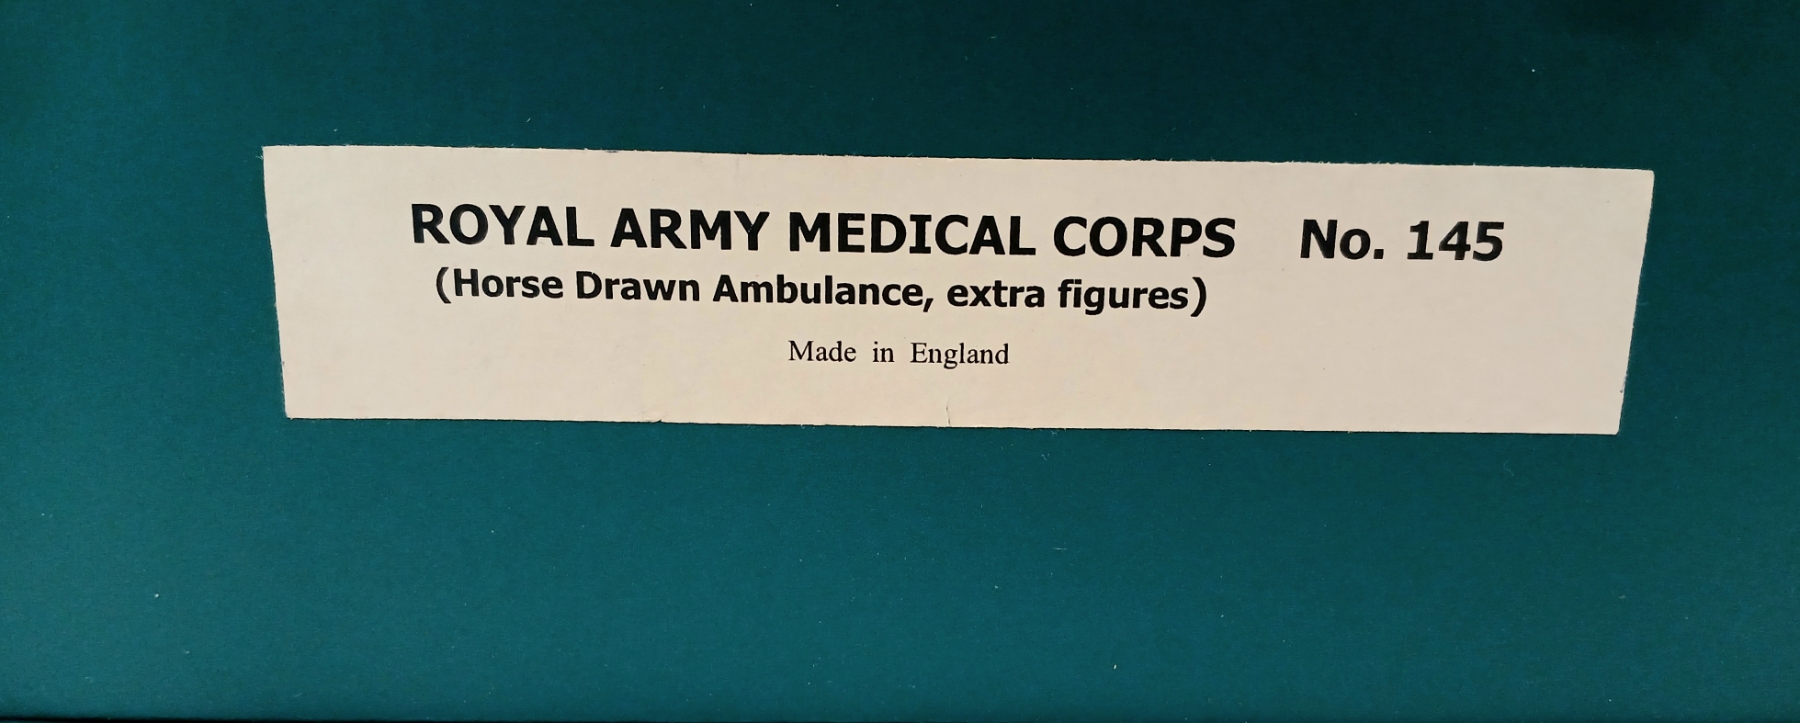 ROYAL ARMY MEDICAL CORPS No. 145
(Horse Drawn Ambulance, extra figures)
Made in England